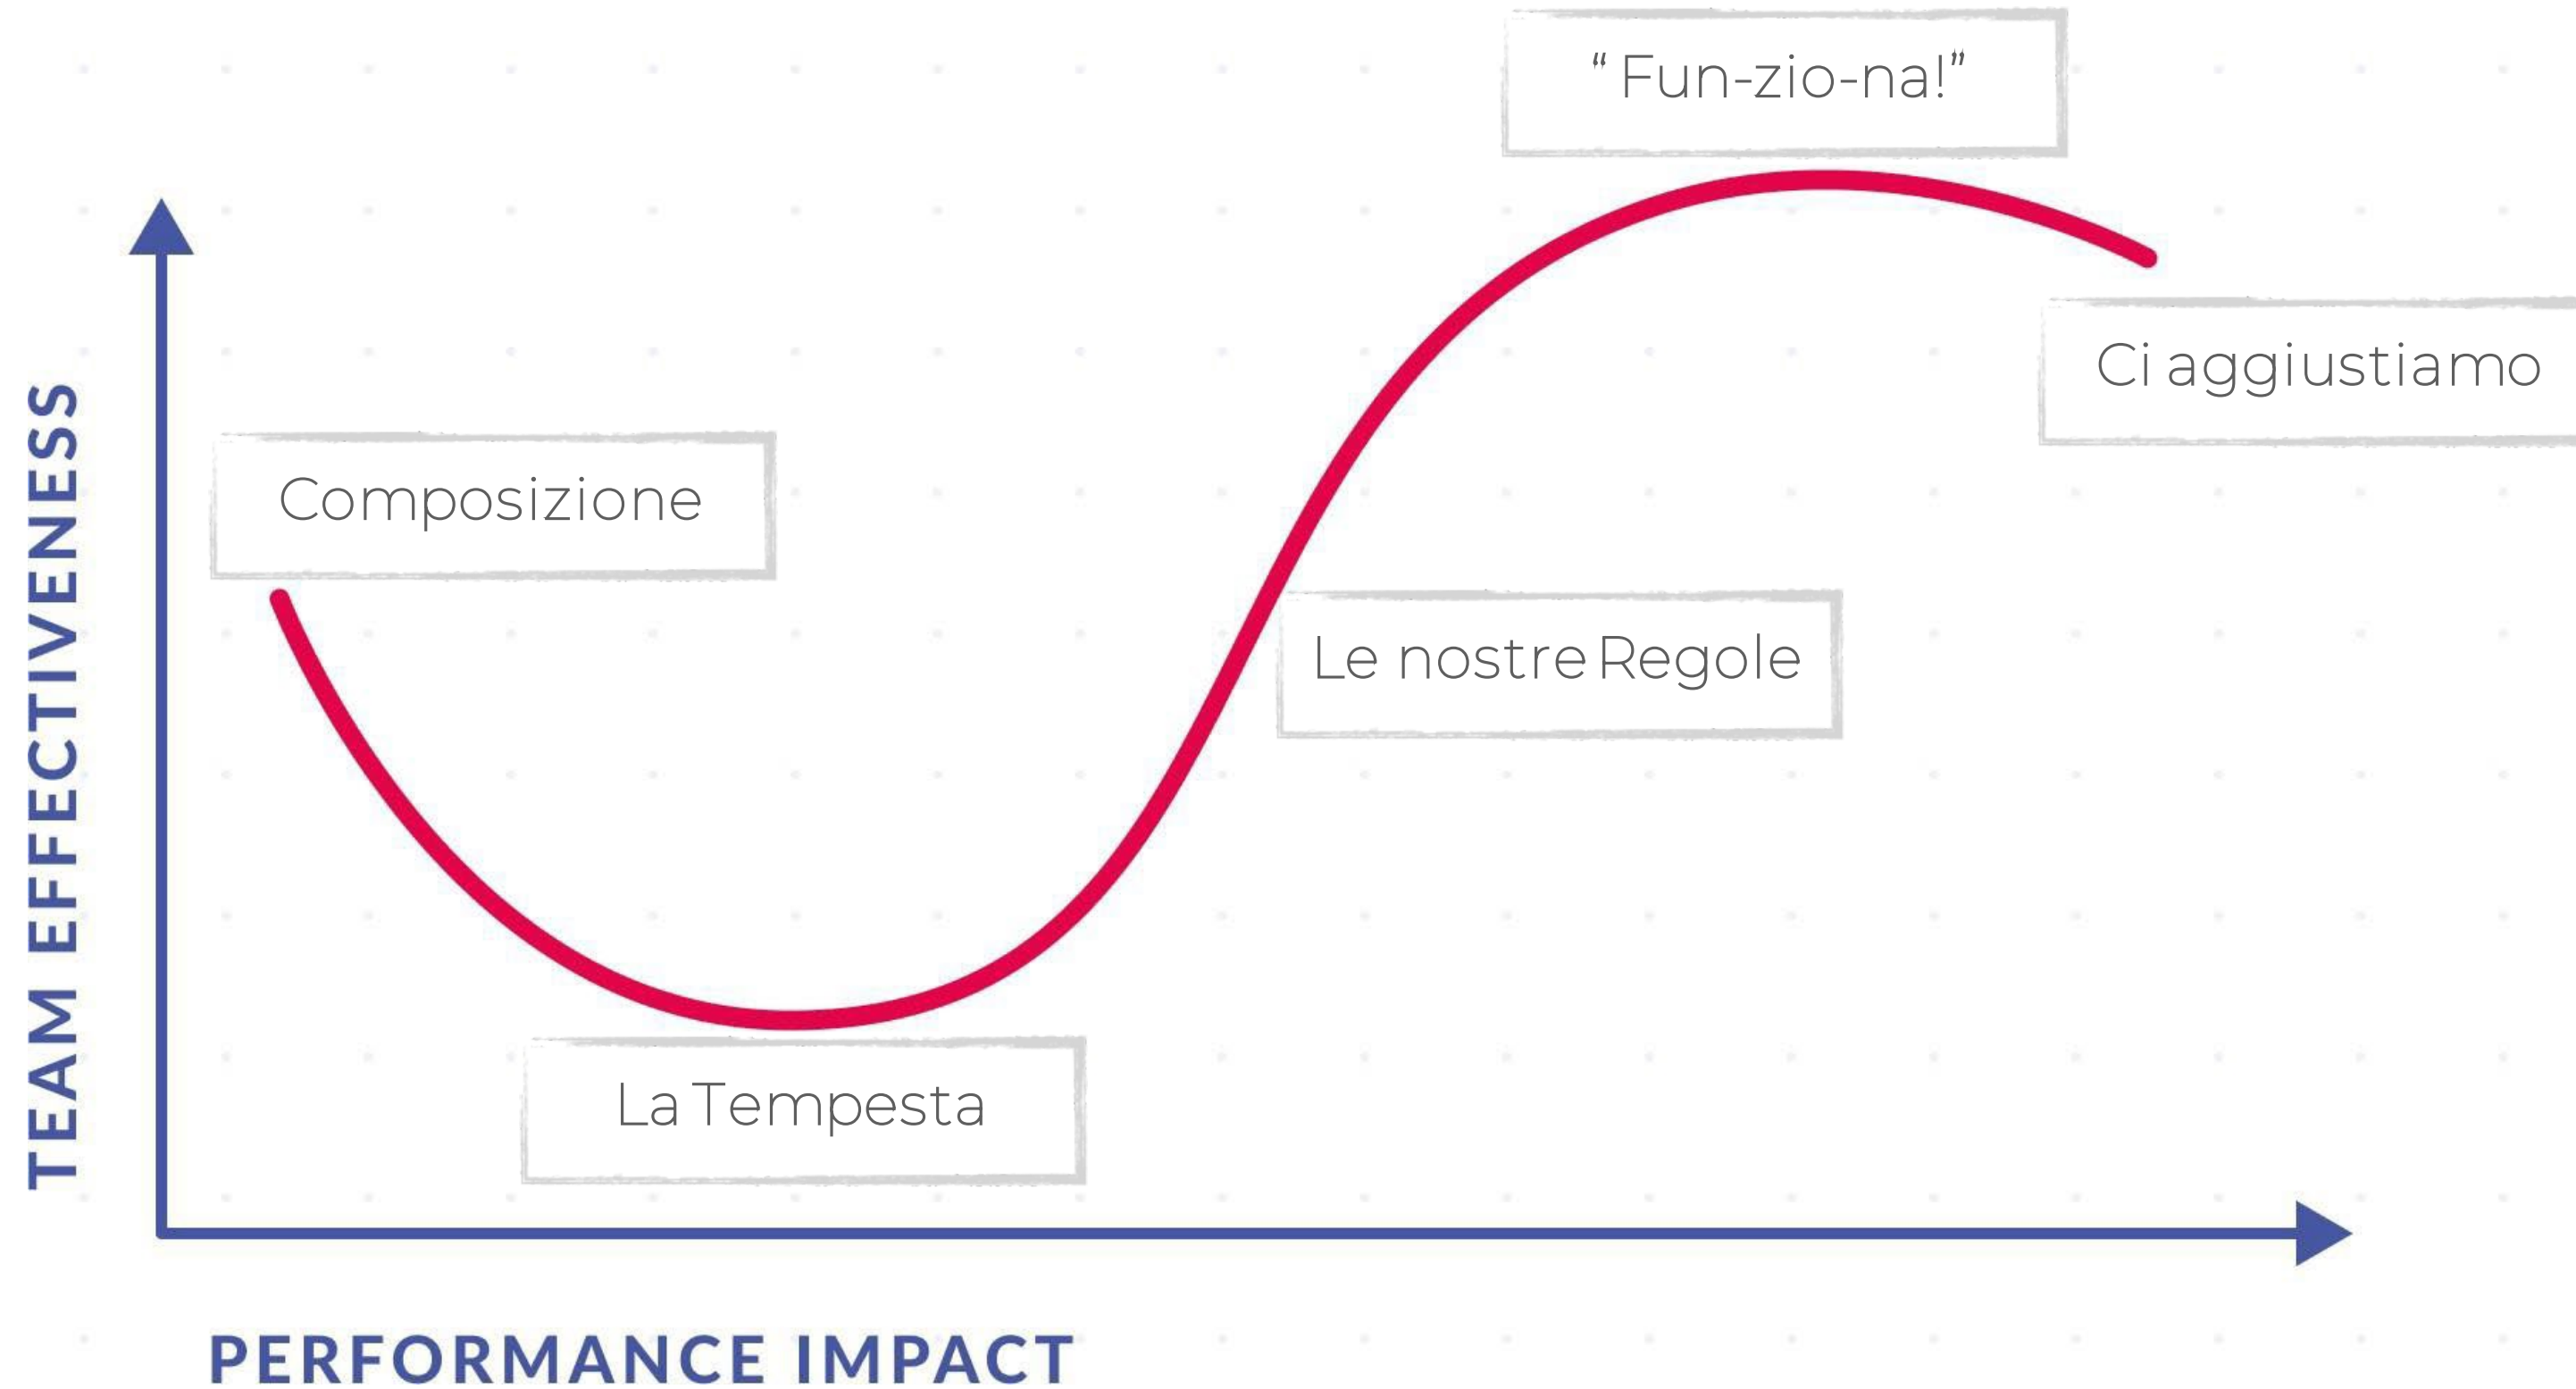 “ Fun-zio-na!”
Ci aggiustiamo
Composizione
Le nostre Regole
La Tempesta
TEAM EFFECTIVENESS
PERFORMANCE IMPACT